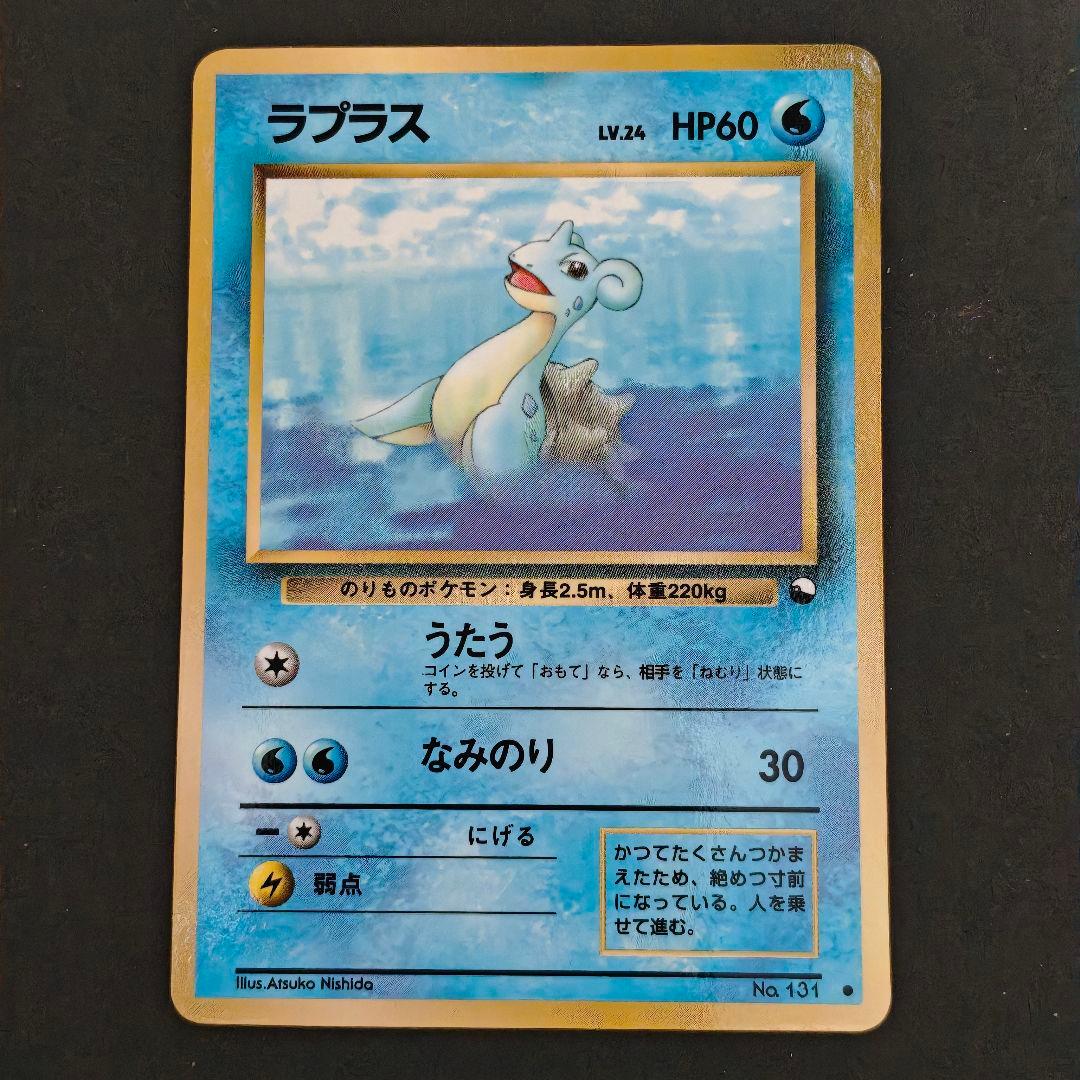 ラプラス LV.24 HP60
のりものポケモン：身長2.5m、体重220kg
うたう
コインを投げて「おもて」なら、相手を「ねむり」状態に
する。
なみのり 30
にげる
弱点
かつてたくさんつかま
えたため、絶めつ寸前
になっている。人を乗
せて進む。
Illus.Atsuko Nishida No. 131